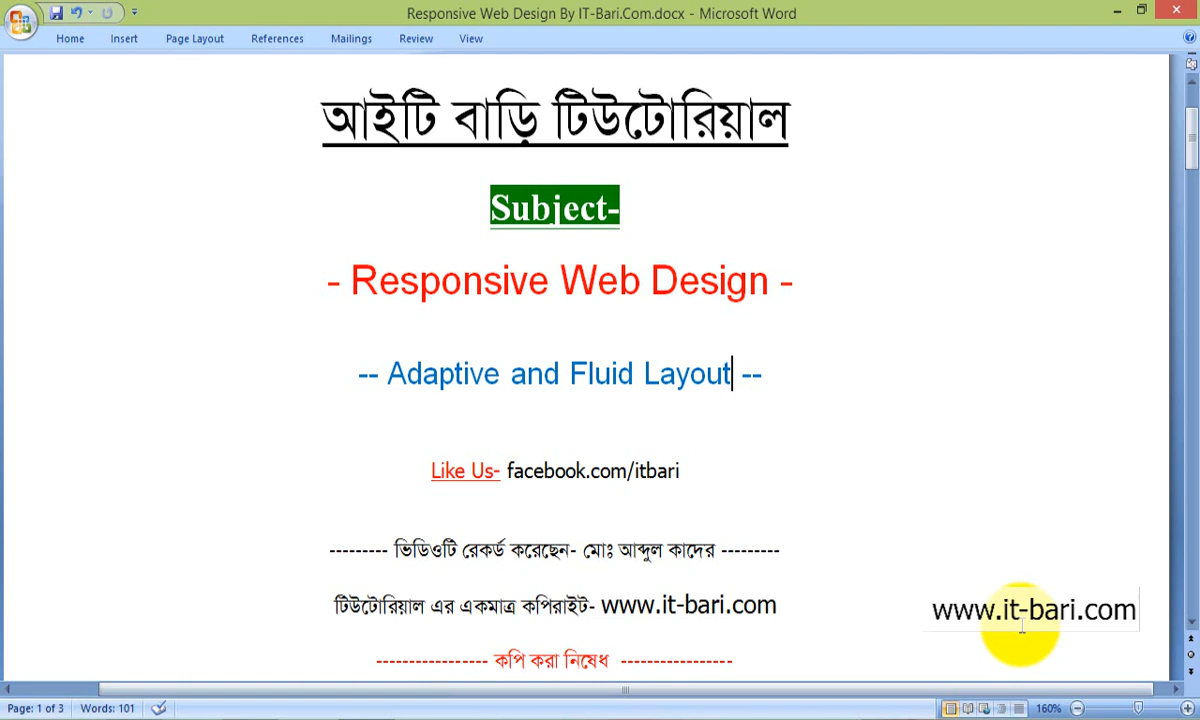 Responsive Web Design By IT-Bari.Com.docx - Microsoft Word
Home Insert Page Layout References Mailings Review View
আইটি বাড়ি টিউটোরিয়াল
Subject-
- Responsive Web Design -
-- Adaptive and Fluid Layout --
Like Us- facebook.com/itbari
--------- ভিডিওটি রেকর্ড করেছেন- মোঃ আব্দুল কাদের ---------
টিউটোরিয়াল এর একমাত্র কপিরাইট- www.it-bari.com
www.it-bari.com
----------------- কপি করা নিষেধ -----------------
Page: 1 of 3 Words: 101 160%